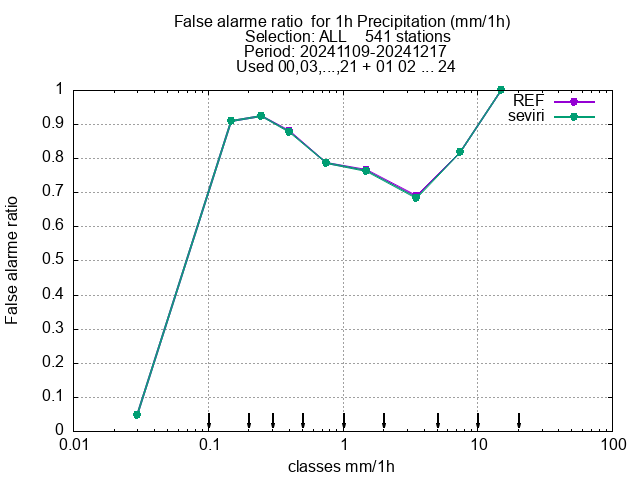 False alarme ratio  for 1h Precipitation (mm/1h)
Selection: ALL    541 stations
Period: 20241109-20241217
Used 00,03,...,21 + 01 02 ... 24
REF
seviri
1
0.9
0.8
0.7
0.6
0.5
0.4
0.3
0.2
0.1
0
False alarme ratio
0.01 0.1 1 10 100
classes mm/1h